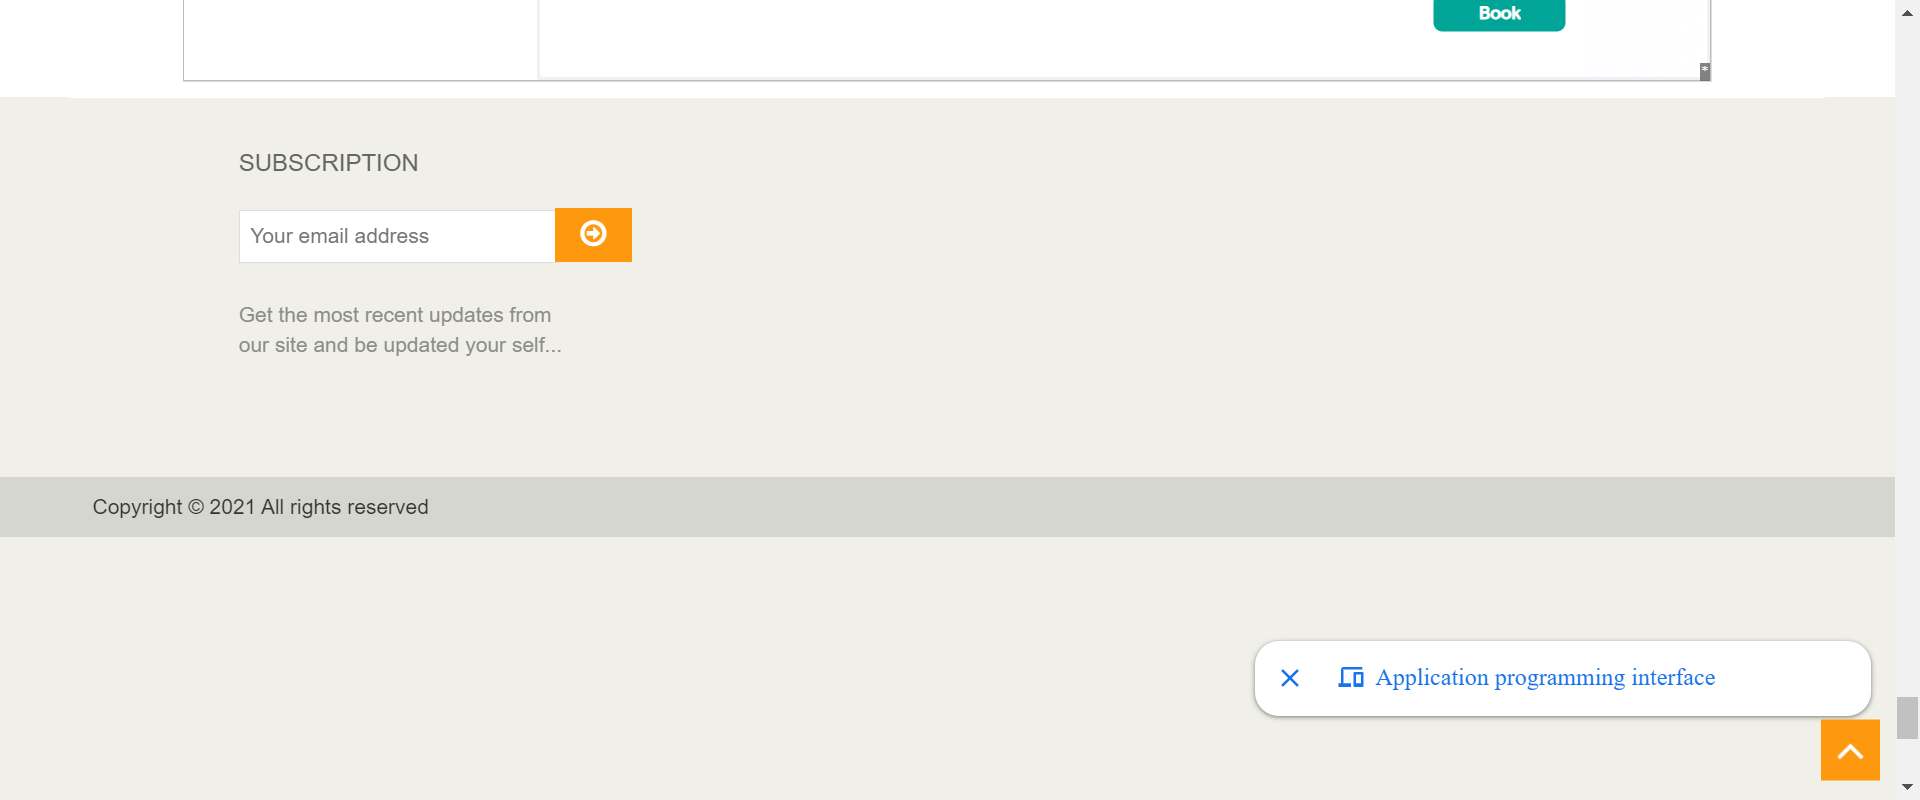 Book
SUBSCRIPTION
Your email address
Get the most recent updates from
our site and be updated your self...
Copyright © 2021 All rights reserved
Application programming interface